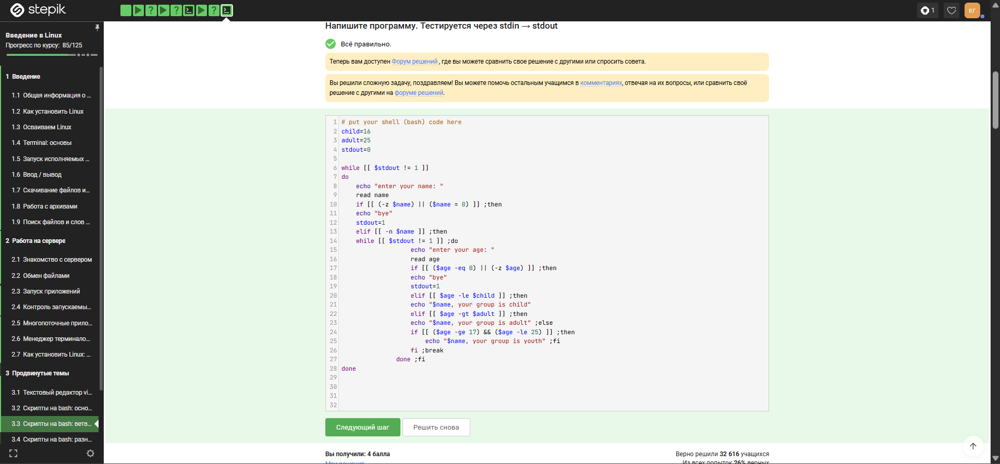 stepik
1
ЕГ
Введение в Linux
Прогресс по курсу: 85/125
1 Введение
1.1 Общая информация о ...
1.2 Как установить Linux
1.3 Осваиваем Linux
1.4 Terminal: основы
1.5 Запуск исполняемых ...
1.6 Ввод / вывод
1.7 Скачивание файлов и...
1.8 Работа с архивами
1.9 Поиск файлов и слов ...
2 Работа на сервере
2.1 Знакомство с сервером
2.2 Обмен файлами
2.3 Запуск приложений
2.4 Контроль запускаемы...
2.5 Многопоточные прило...
2.6 Менеджер терминало...
2.7 Как установить Linux: ...
3 Продвинутые темы
3.1 Текстовый редактор vi...
3.2 Скрипты на bash: осно...
3.3 Скрипты на bash: ветв...
3.4 Скрипты на bash: разн...
Напишите программу. Тестируется через stdin → stdout
Всё правильно.
Теперь вам доступен Форум решений , где вы можете сравнить свое решение с другими или спросить совета.
Вы решили сложную задачу, поздравляем! Вы можете помочь остальным учащимся в комментариях, отвечая на их вопросы, или сравнить своё
решение с другими на форуме решений.
1 # put your shell (bash) code here
2 child=16
3 adult=25
4 stdout=0
5
6 while [[ $stdout != 1 ]]
7 do
8     echo "enter your name: "
9     read name
10     if [[ (-z $name) || ($name = 0) ]] ;then
11     echo "bye"
12     stdout=1
13     elif [[ -n $name ]] ;then
14     while [[ $stdout != 1 ]] ;do
15                    echo "enter your age: "
16                    read age
17                    if [[ ($age -eq 0) || (-z $age) ]] ;then
18                    echo "bye"
19                    stdout=1
20                    elif [[ $age -le $child ]] ;then
21                    echo "$name, your group is child"
22                    elif [[ $age -gt $adult ]] ;then
23                    echo "$name, your group is adult" ;else
24                    if [[ ($age -ge 17) && ($age -le 25) ]] ;then
25                        echo "$name, your group is youth" ;fi
26                    fi ;break
27                done ;fi
28 done
29
30
31
32
Следующий шаг
Решить снова
Вы получили: 4 балла
Верно решили 32 616 учащихся
Мои решения
Из всех попыток 26% верных